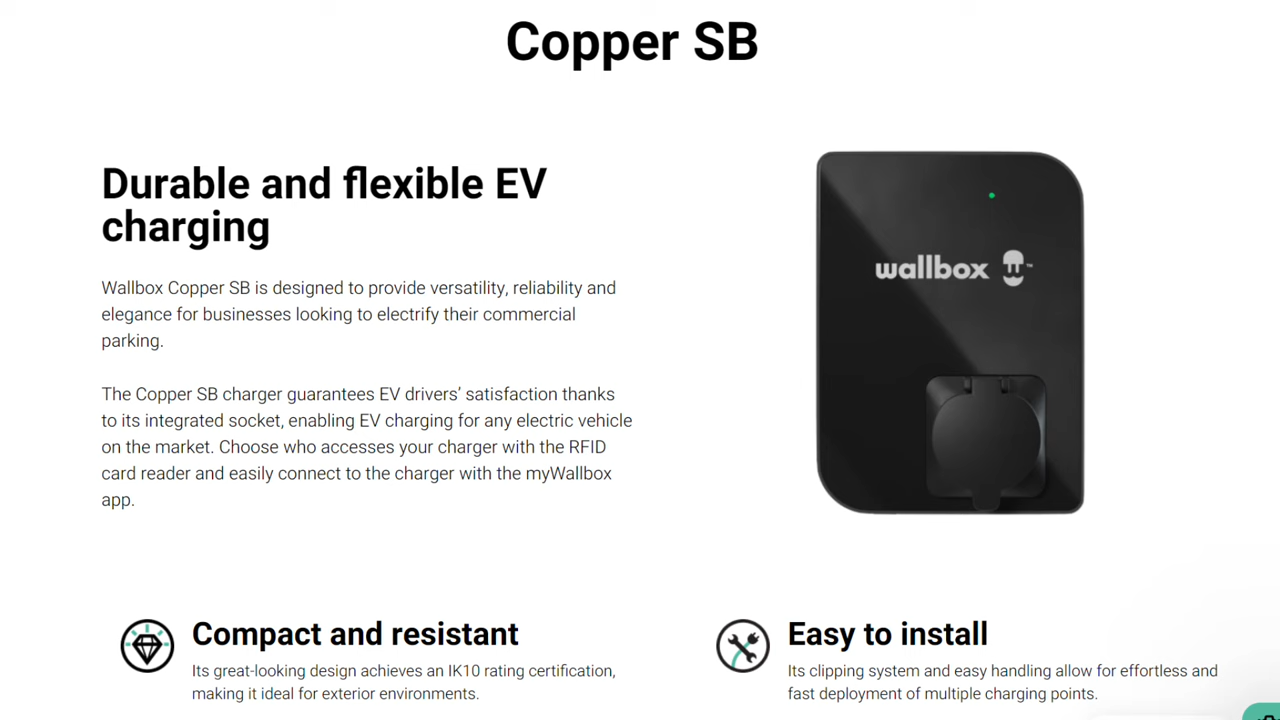 Copper SB
Durable and flexible EV
charging
Wallbox Copper SB is designed to provide versatility, reliability and
elegance for businesses looking to electrify their commercial
parking.
The Copper SB charger guarantees EV drivers’ satisfaction thanks
to its integrated socket, enabling EV charging for any electric vehicle
on the market. Choose who accesses your charger with the RFID
card reader and easily connect to the charger with the myWallbox
app.
wallbox ™
Compact and resistant
Its great-looking design achieves an IK10 rating certification,
making it ideal for exterior environments.
Easy to install
Its clipping system and easy handling allow for effortless and
fast deployment of multiple charging points.